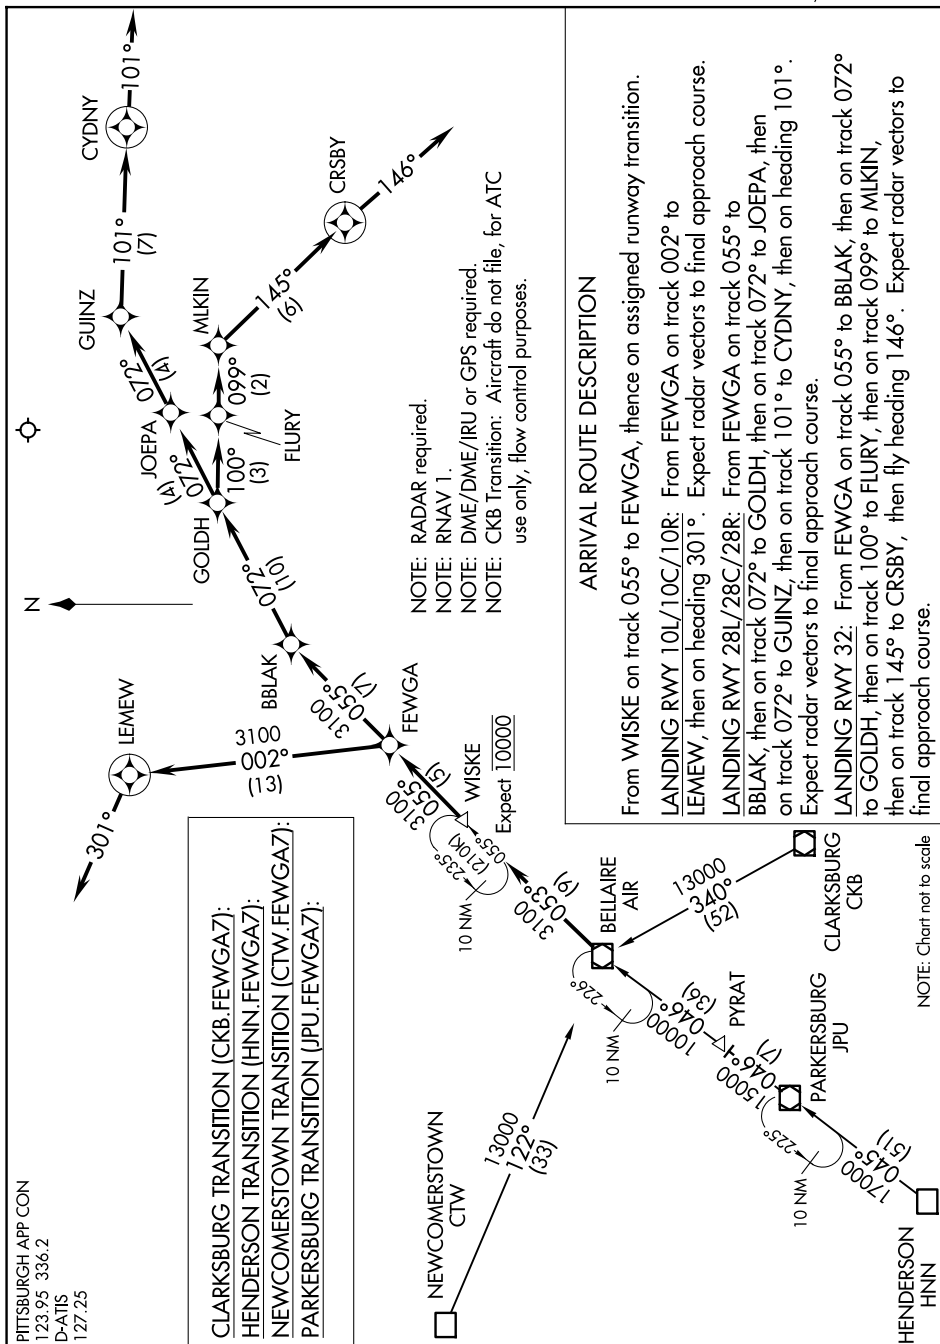 PITTSBURGH APP CON
123.95 336.2
D-ATIS
127.25
CLARKSBURG TRANSITION (CKB.FEWGA7):
HENDERSON TRANSITION (HNN.FEWGA7):
NEWCOMERSTOWN TRANSITION (CTW.FEWGA7):
PARKERSBURG TRANSITION (JPU.FEWGA7):
301°
LEMEW
3100
002°
(13)
N
CYDNY
101°
GUINZ
101°
(7)
072°
(4)
JOEPA
072°
(4)
GOLDH
100°
(3)
FLURY
099°
(2)
MLKIN
145°
(6)
CRSBY
146°
072°
(10)
BBLAK
3100
055°
(7)
FEWGA
3100
055°
(5)
WISKE
Expect 10000
055°
(210K)
235°
10 NM
3100
053°
(9)
BELLAIRE
AIR
226°
10 NM
NEWCOMERSTOWN
CTW
13000
122°
(33)
13000
340°
(52)
CLARKSBURG
CKB
10000
046°
(36)
PYRAT
15000
046°
(7)
PARKERSBURG
JPU
225°
10 NM
17000
045°
(51)
HENDERSON
HNN
NOTE: RADAR required.
NOTE: RNAV 1.
NOTE: DME/DME/IRU or GPS required.
NOTE: CKB Transition: Aircraft do not file, for ATC
use only, flow control purposes.
ARRIVAL ROUTE DESCRIPTION
From WISKE on track 055° to FEWGA, thence on assigned runway transition.
LANDING RWY 10L/10C/10R: From FEWGA on track 002° to
LEMEW, then on heading 301°. Expect radar vectors to final approach course.
LANDING RWY 28L/28C/28R: From FEWGA on track 055° to
BBLAK, then on track 072° to GOLDH, then on track 072° to JOEPA, then
on track 072° to GUINZ, then on track 101° to CYDNY, then on heading 101°.
Expect radar vectors to final approach course.
LANDING RWY 32: From FEWGA on track 055° to BBLAK, then on track 072°
to GOLDH, then on track 100° to FLURY, then on track 099° to MLKIN,
then on track 145° to CRSBY, then fly heading 146°. Expect radar vectors to
final approach course.
NOTE: Chart not to scale